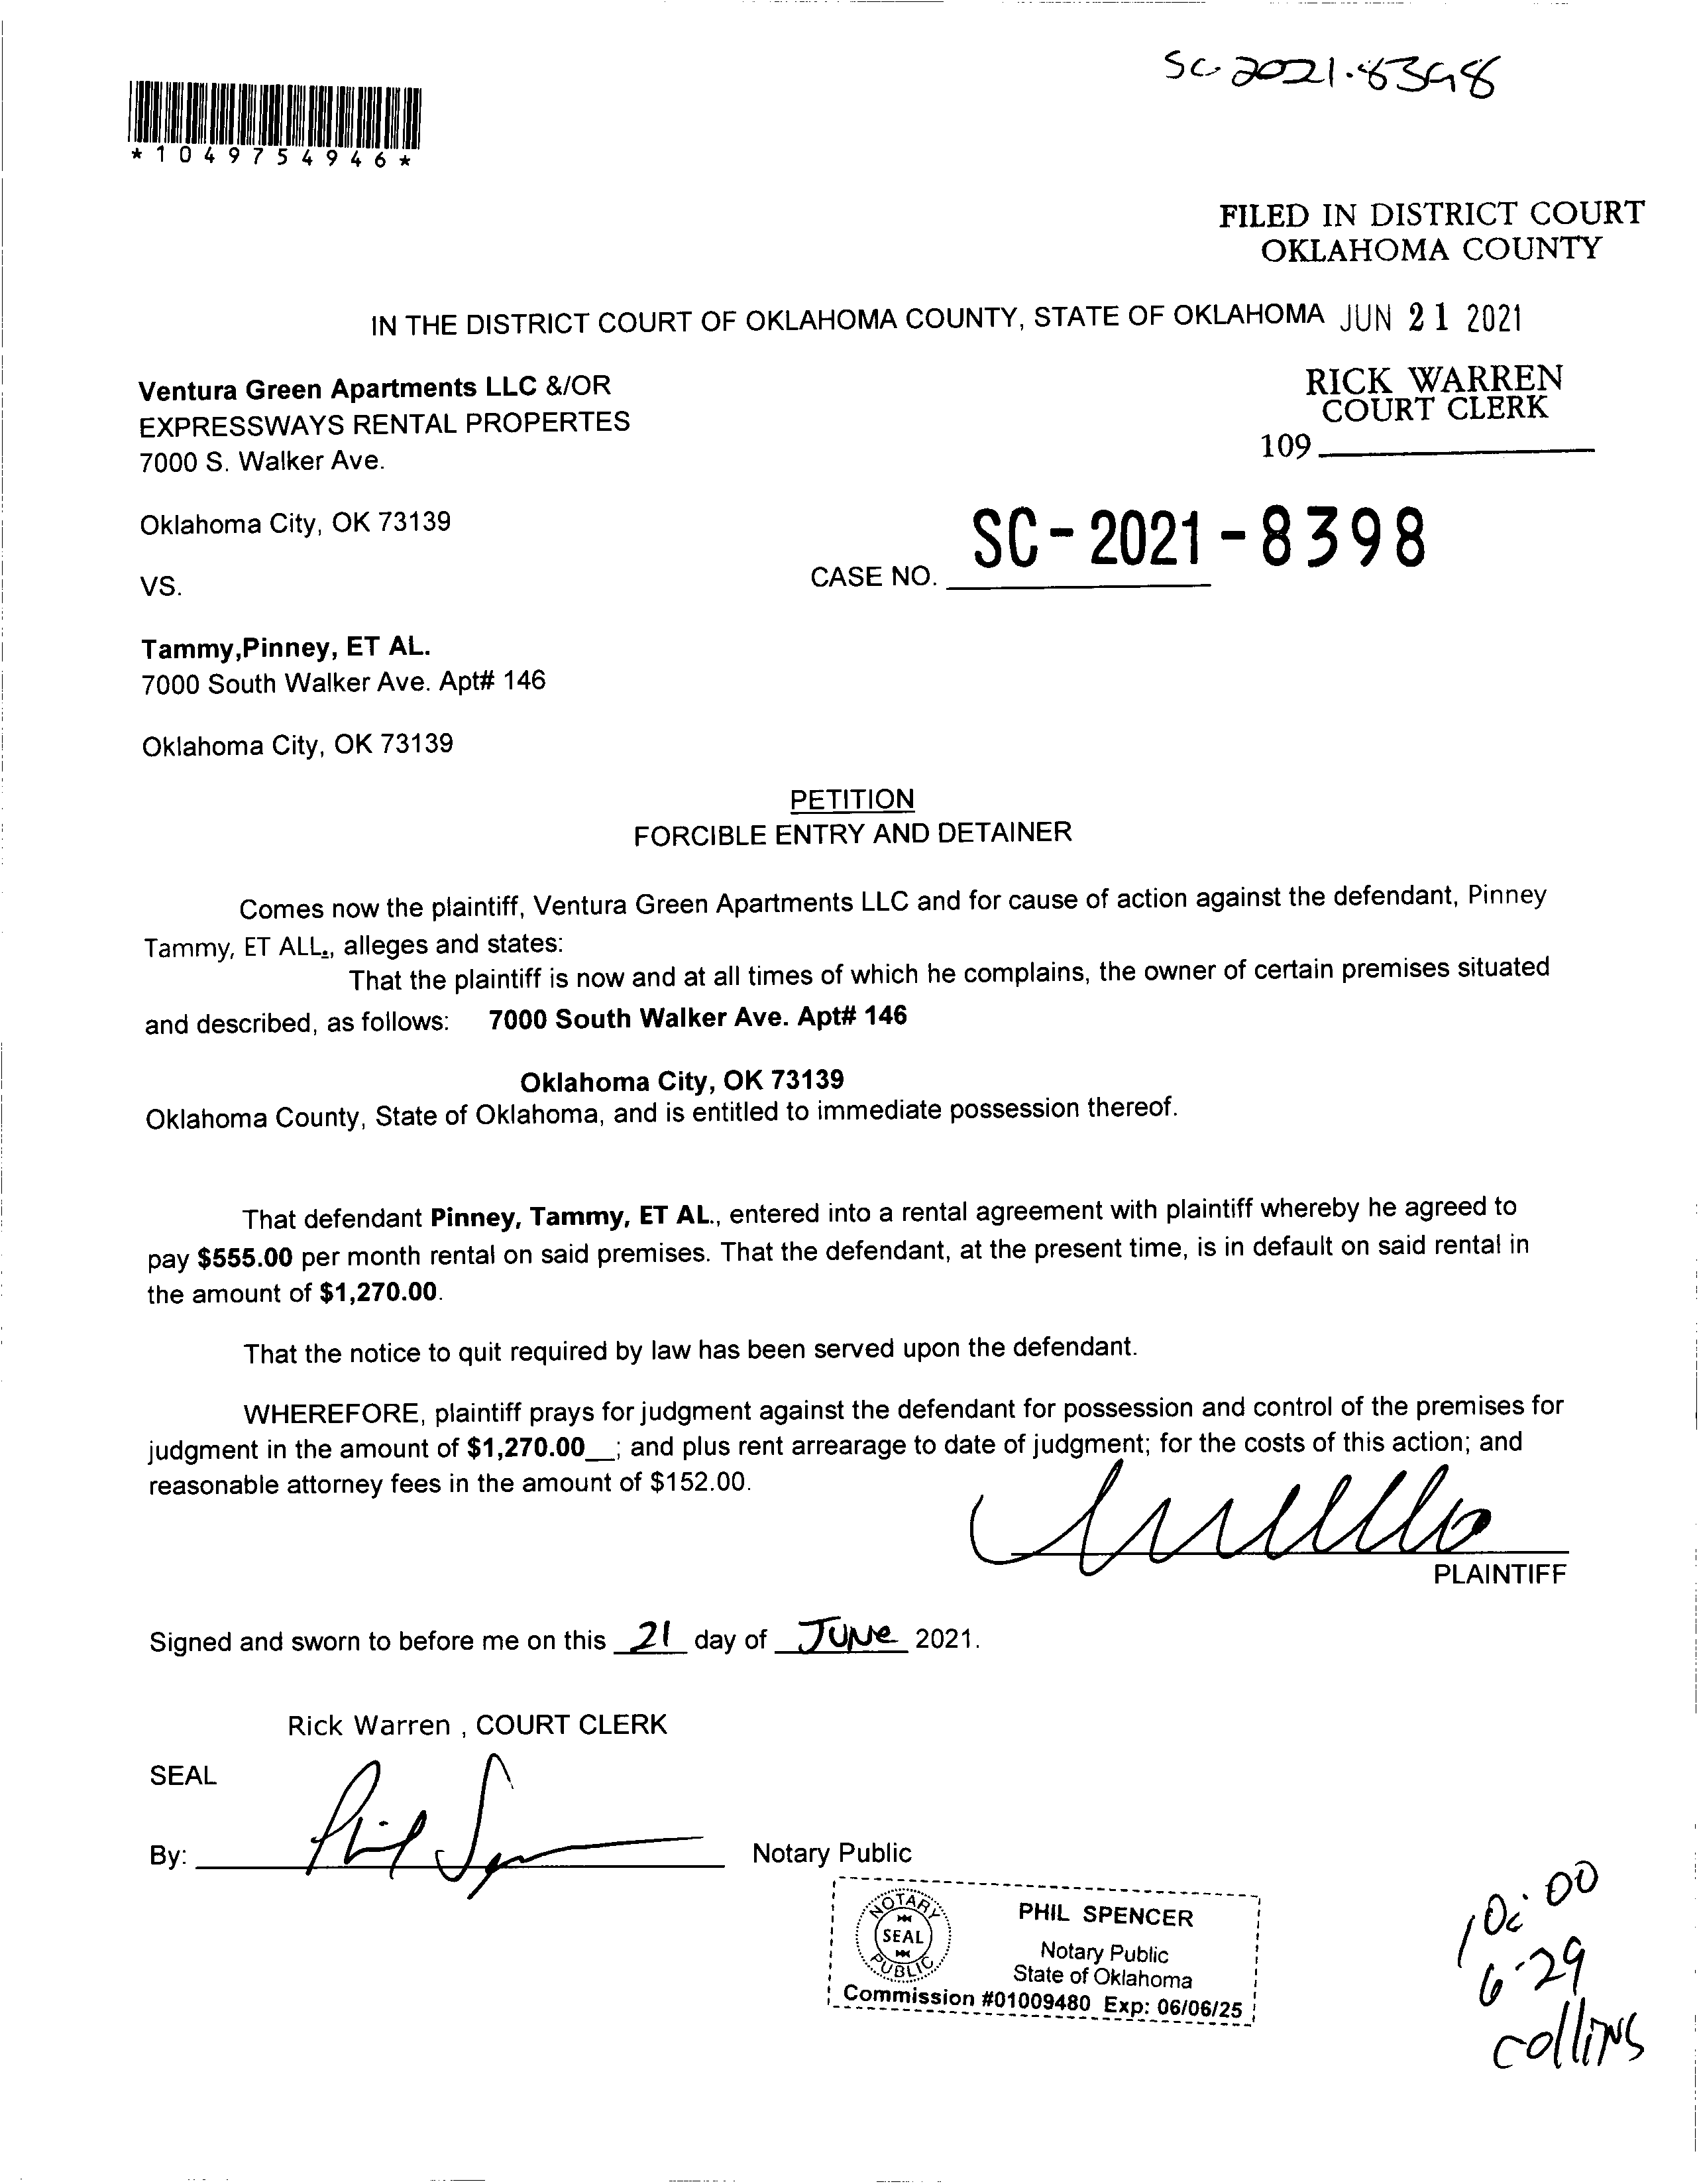 SC-2021-8398
*1049754946*
FILED IN DISTRICT COURT
OKLAHOMA COUNTY
IN THE DISTRICT COURT OF OKLAHOMA COUNTY, STATE OF OKLAHOMA JUN 21 2021
Ventura Green Apartments LLC &/OR
EXPRESSWAYS RENTAL PROPERTES
7000 S. Walker Ave.
RICK WARREN
COURT CLERK
109
Oklahoma City, OK 73139
CASE NO. SC-2021-8398
VS.
Tammy,Pinney, ET AL.
7000 South Walker Ave. Apt# 146
Oklahoma City, OK 73139
PETITION
FORCIBLE ENTRY AND DETAINER
Comes now the plaintiff, Ventura Green Apartments LLC and for cause of action against the defendant, Pinney
Tammy, ET ALL., alleges and states:
That the plaintiff is now and at all times of which he complains, the owner of certain premises situated
and described, as follows: 7000 South Walker Ave. Apt# 146
Oklahoma City, OK 73139
Oklahoma County, State of Oklahoma, and is entitled to immediate possession thereof.
That defendant Pinney, Tammy, ET AL., entered into a rental agreement with plaintiff whereby he agreed to
pay $555.00 per month rental on said premises. That the defendant, at the present time, is in default on said rental in
the amount of $1,270.00.
That the notice to quit required by law has been served upon the defendant.
WHEREFORE, plaintiff prays for judgment against the defendant for possession and control of the premises for
judgment in the amount of $1,270.00__; and plus rent arrearage to date of judgment; for the costs of this action; and
reasonable attorney fees in the amount of $152.00.
PLAINTIFF
Signed and sworn to before me on this 21 day of JUNe 2021.
Rick Warren , COURT CLERK
SEAL
By: Phil Spencer Notary Public
NOTARY
SEAL
PUBLIC
PHIL SPENCER
Notary Public
State of Oklahoma
Commission #01009480 Exp: 06/06/25
10:00
6-29
collins